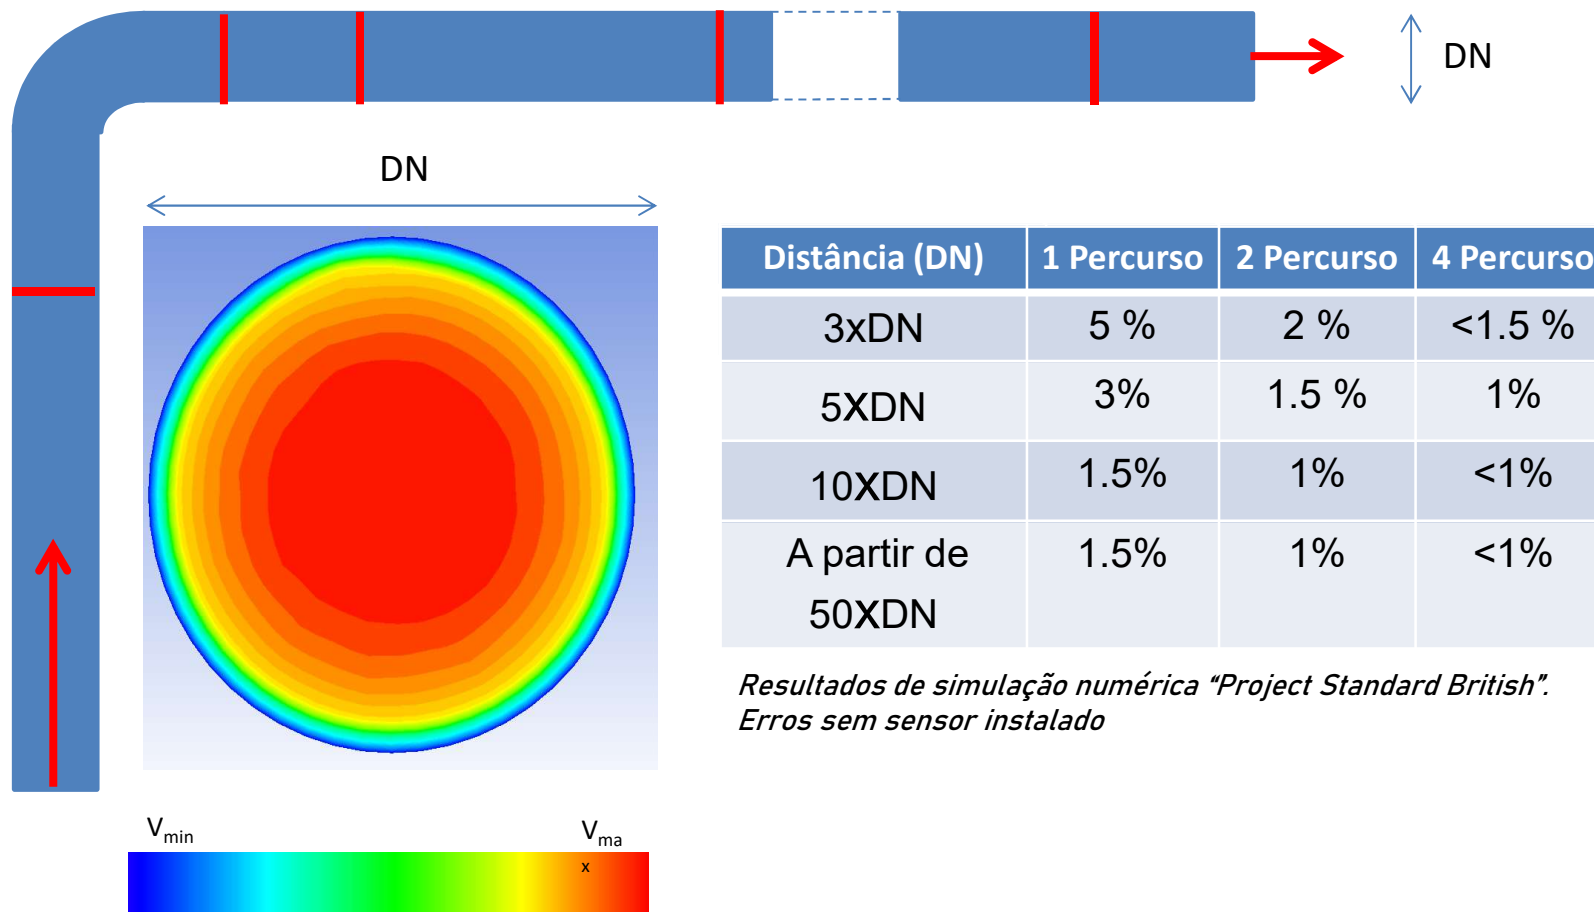 DN
DN
Distância (DN) 1 Percurso 2 Percurso 4 Percurso
3xDN 5 % 2 % <1.5 %
5XDN 3% 1.5 % 1%
10XDN 1.5% 1% <1%
A partir de 1.5% 1% <1%
50XDN
Resultados de simulação numérica “Project Standard British”.
Erros sem sensor instalado
Vmin Vma
x